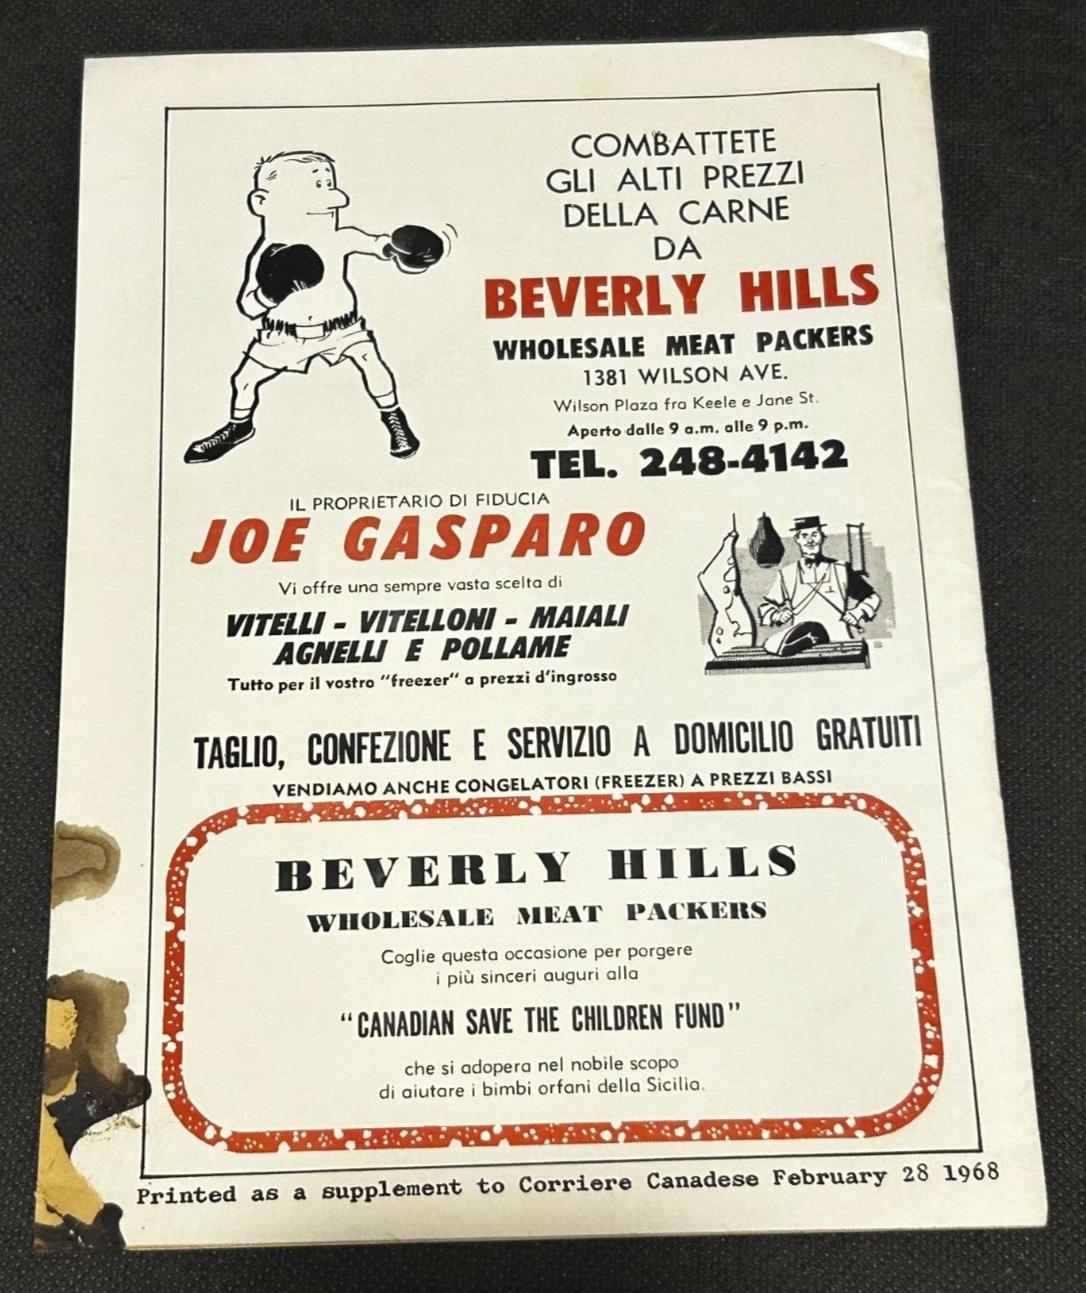 COMBATTETE
GLI ALTI PREZZI
DELLA CARNE
DA
BEVERLY HILLS
WHOLESALE MEAT PACKERS
1381 WILSON AVE.
Wilson Plaza fra Keele e Jane St.
Aperto dalle 9 a.m. alle 9 p.m.
TEL. 248-4142
IL PROPRIETARIO DI FIDUCIA
JOE GASPARO
Vi offre una sempre vasta scelta di
VITELLI - VITELLONI - MAIALI
AGNELLI E POLLAME
Tutto per il vostro "freezer" a prezzi d'ingrosso
TAGLIO, CONFEZIONE E SERVIZIO A DOMICILIO GRATUITI
VENDIAMO ANCHE CONGELATORI (FREEZER) A PREZZI BASSI
BEVERLY HILLS
WHOLESALE MEAT PACKERS
Coglie questa occasione per porgere
i più sinceri auguri alla
"CANADIAN SAVE THE CHILDREN FUND"
che si adopera nel nobile scopo
di aiutare i bimbi orfani della Sicilia.
Printed as a supplement to Corriere Canadese February 28 1968